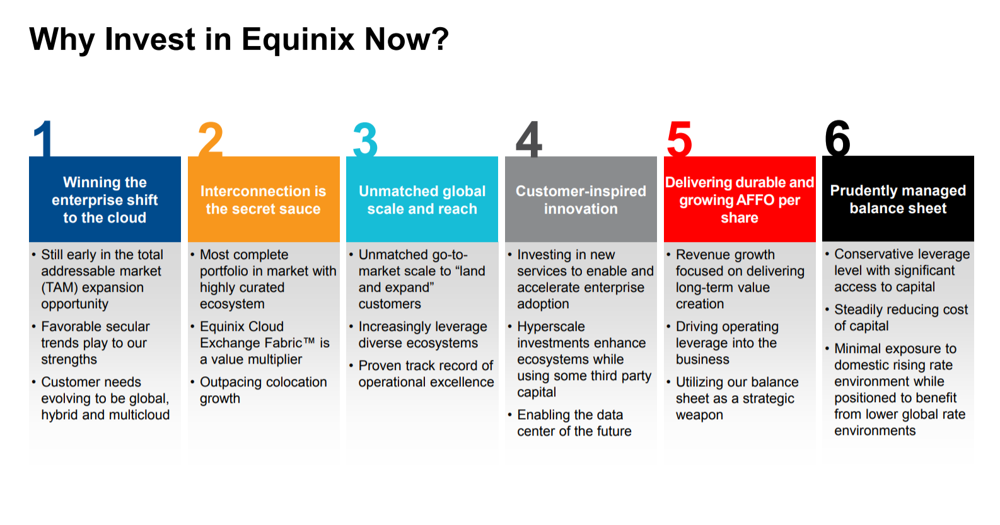 Why Invest in Equinix Now?
1
Winning the
enterprise shift
to the cloud
• Still early in the total
addressable market
(TAM) expansion
opportunity
• Favorable secular
trends play to our
strengths
• Customer needs
evolving to be global,
hybrid and multicloud
2
Interconnection is
the secret sauce
• Most complete
portfolio in market with
highly curated
ecosystem
• Equinix Cloud
Exchange Fabric™ is
a value multiplier
• Outpacing colocation
growth
3
Unmatched global
scale and reach
• Unmatched go-to-
market scale to “land
and expand”
customers
• Increasingly leverage
diverse ecosystems
• Proven track record of
operational excellence
4
Customer-inspired
innovation
• Investing in new
services to enable and
accelerate enterprise
adoption
• Hyperscale
investments enhance
ecosystems while
using some third party
capital
• Enabling the data
center of the future
5
Delivering durable and
growing AFFO per
share
• Revenue growth
focused on delivering
long-term value
creation
• Driving operating
leverage into the
business
• Utilizing our balance
sheet as a strategic
weapon
6
Prudently managed
balance sheet
• Conservative leverage
level with significant
access to capital
• Steadily reducing cost
of capital
• Minimal exposure to
domestic rising rate
environment while
positioned to benefit
from lower global rate
environments